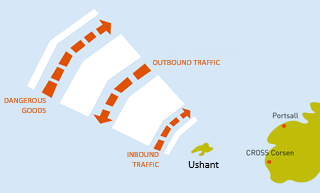 OUTBOUND TRAFFIC
DANGEROUS
GOODS
Portsall
CROSS Corsen
INBOUND
TRAFFIC
Ushant